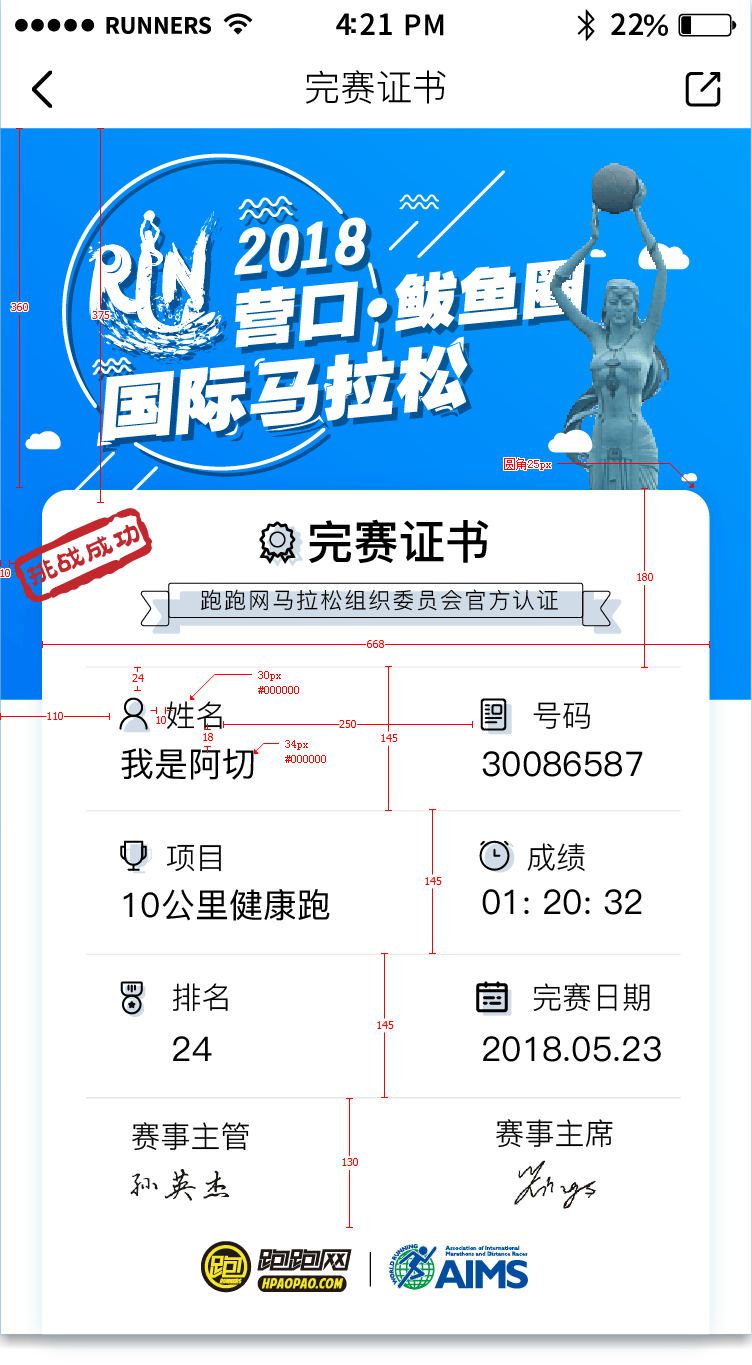 RUNNERS 4:21 PM 22%
完赛证书
RUN
2018
营口·鲅鱼圈
国际马拉松
360
375
圆角25px
挑战成功
完赛证书
10
180
跑跑网马拉松组织委员会官方认证
668
24
30px
#000000
110
10
姓名
250
号码
18
145
34px
#000000
我是阿切
30086587
项目
成绩
145
10公里健康跑
01: 20: 32
排名
完赛日期
145
24
2018.05.23
赛事主管
赛事主席
130
孙英杰
跑
RUNNERS
跑跑网
HPAOPAO.COM
WORLD RUNNING
Association of International
Marathons and Distance Races
AIMS